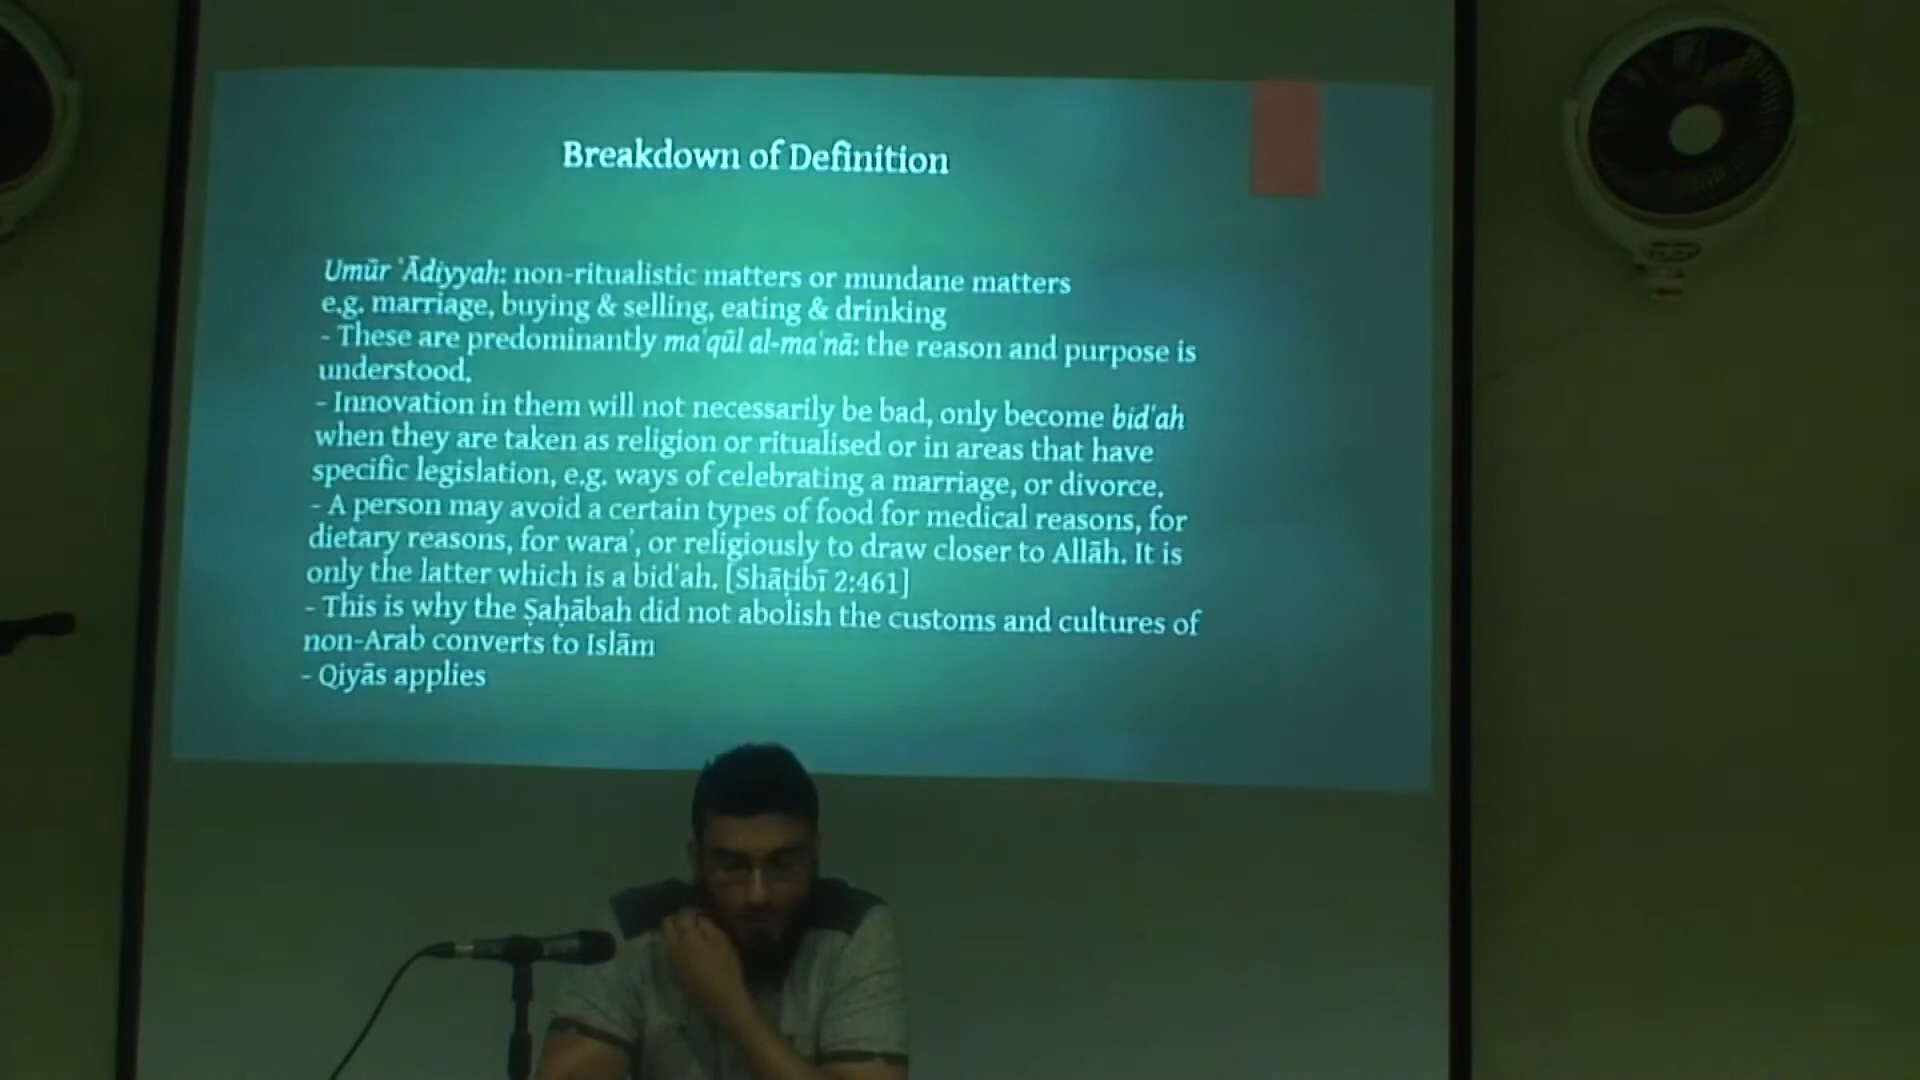 Breakdown of Definition
Umūr ʿĀdiyyah: non-ritualistic matters or mundane matters
e.g. marriage, buying & selling, eating & drinking
- These are predominantly maʿqūl al-maʿnā: the reason and purpose is
understood.
- Innovation in them will not necessarily be bad, only become bid'ah
when they are taken as religion or ritualised or in areas that have
specific legislation, e.g. ways of celebrating a marriage, or divorce.
- A person may avoid a certain types of food for medical reasons, for
dietary reasons, for wara’, or religiously to draw closer to Allāh. It is
only the latter which is a bid'ah. [Shāṭibī 2:461]
- This is why the Ṣaḥābah did not abolish the customs and cultures of
non-Arab converts to Islām
- Qiyās applies